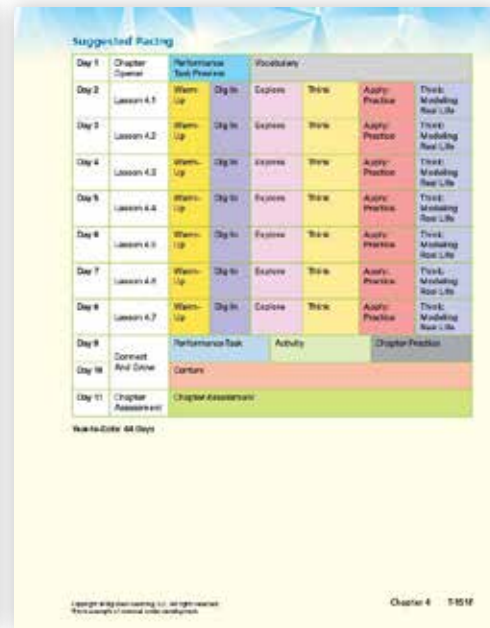 Suggested Pacing
Day 1 Chapter Opener Performance Task Preview Vocabulary
Day 2 Lesson 4.1 Warm-Up Dig In Explore Think Apply: Practice Think: Modeling Real Life
Day 3 Lesson 4.2 Warm-Up Dig In Explore Think Apply: Practice Think: Modeling Real Life
Day 4 Lesson 4.3 Warm-Up Dig In Explore Think Apply: Practice Think: Modeling Real Life
Day 5 Lesson 4.4 Warm-Up Dig In Explore Think Apply: Practice Think: Modeling Real Life
Day 6 Lesson 4.5 Warm-Up Dig In Explore Think Apply: Practice Think: Modeling Real Life
Day 7 Lesson 4.6 Warm-Up Dig In Explore Think Apply: Practice Think: Modeling Real Life
Day 8 Lesson 4.7 Warm-Up Dig In Explore Think Apply: Practice Think: Modeling Real Life
Day 9 Connect And Grow Performance Task Activity Chapter Practice
Day 10 Centers
Day 11 Chapter Assessment Chapter Assessment
Year-to-Date: 44 Days
Copyright © Big Ideas Learning, LLC. All rights reserved.
Chapter 4